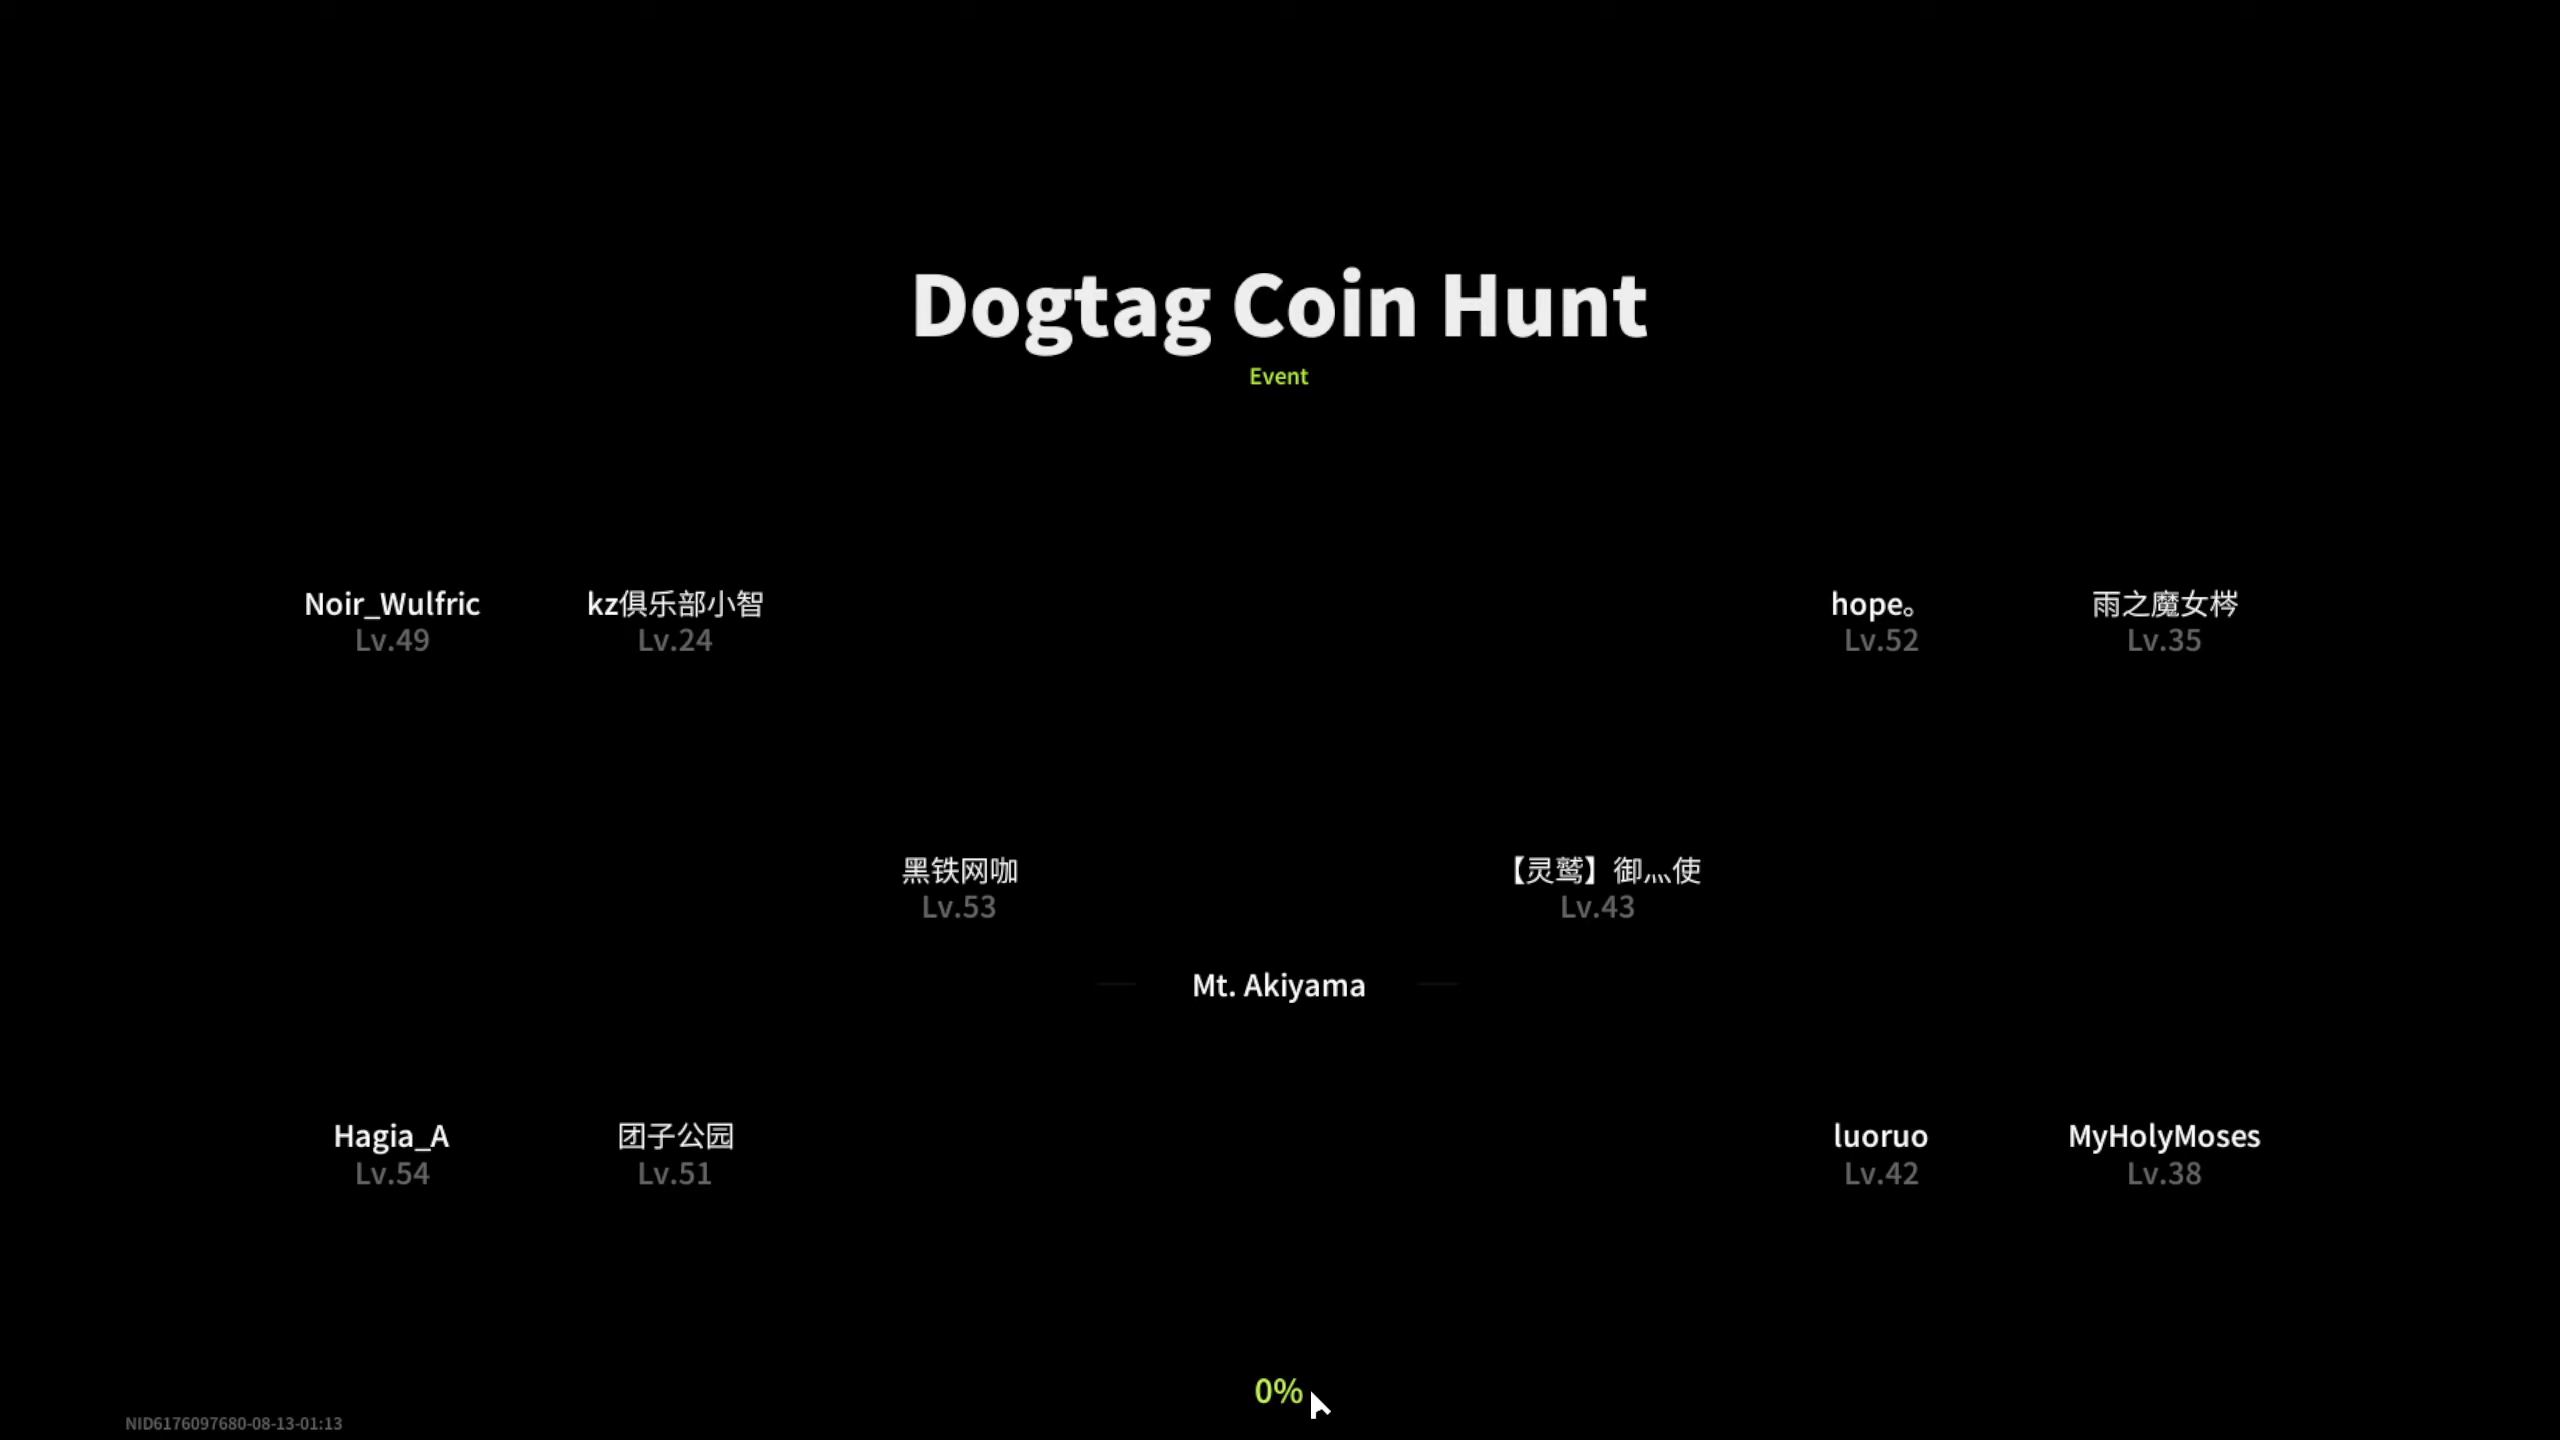 Dogtag Coin Hunt
Event
Noir_Wulfric
Lv.49
kz俱乐部小智
Lv.24
hope。
Lv.52
雨之魔女梣
Lv.35
黑铁网咖
Lv.53
【灵鹫】御灬使
Lv.43
Mt. Akiyama
Hagia_A
Lv.54
团子公园
Lv.51
luoruo
Lv.42
MyHolyMoses
Lv.38
0%
NID6176097680-08-13-01:13